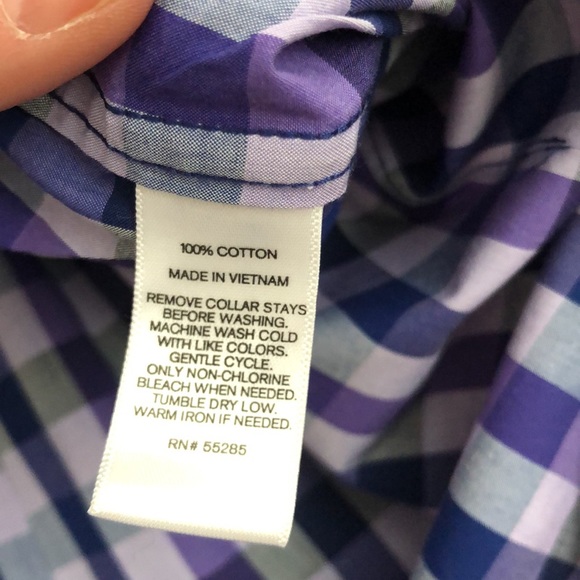 100% COTTON
MADE IN VIETNAM
REMOVE COLLAR STAYS
BEFORE WASHING.
MACHINE WASH COLD
WITH LIKE COLORS.
GENTLE CYCLE.
ONLY NON-CHLORINE
BLEACH WHEN NEEDED.
TUMBLE DRY LOW.
WARM IRON IF NEEDED.
RN# 55285